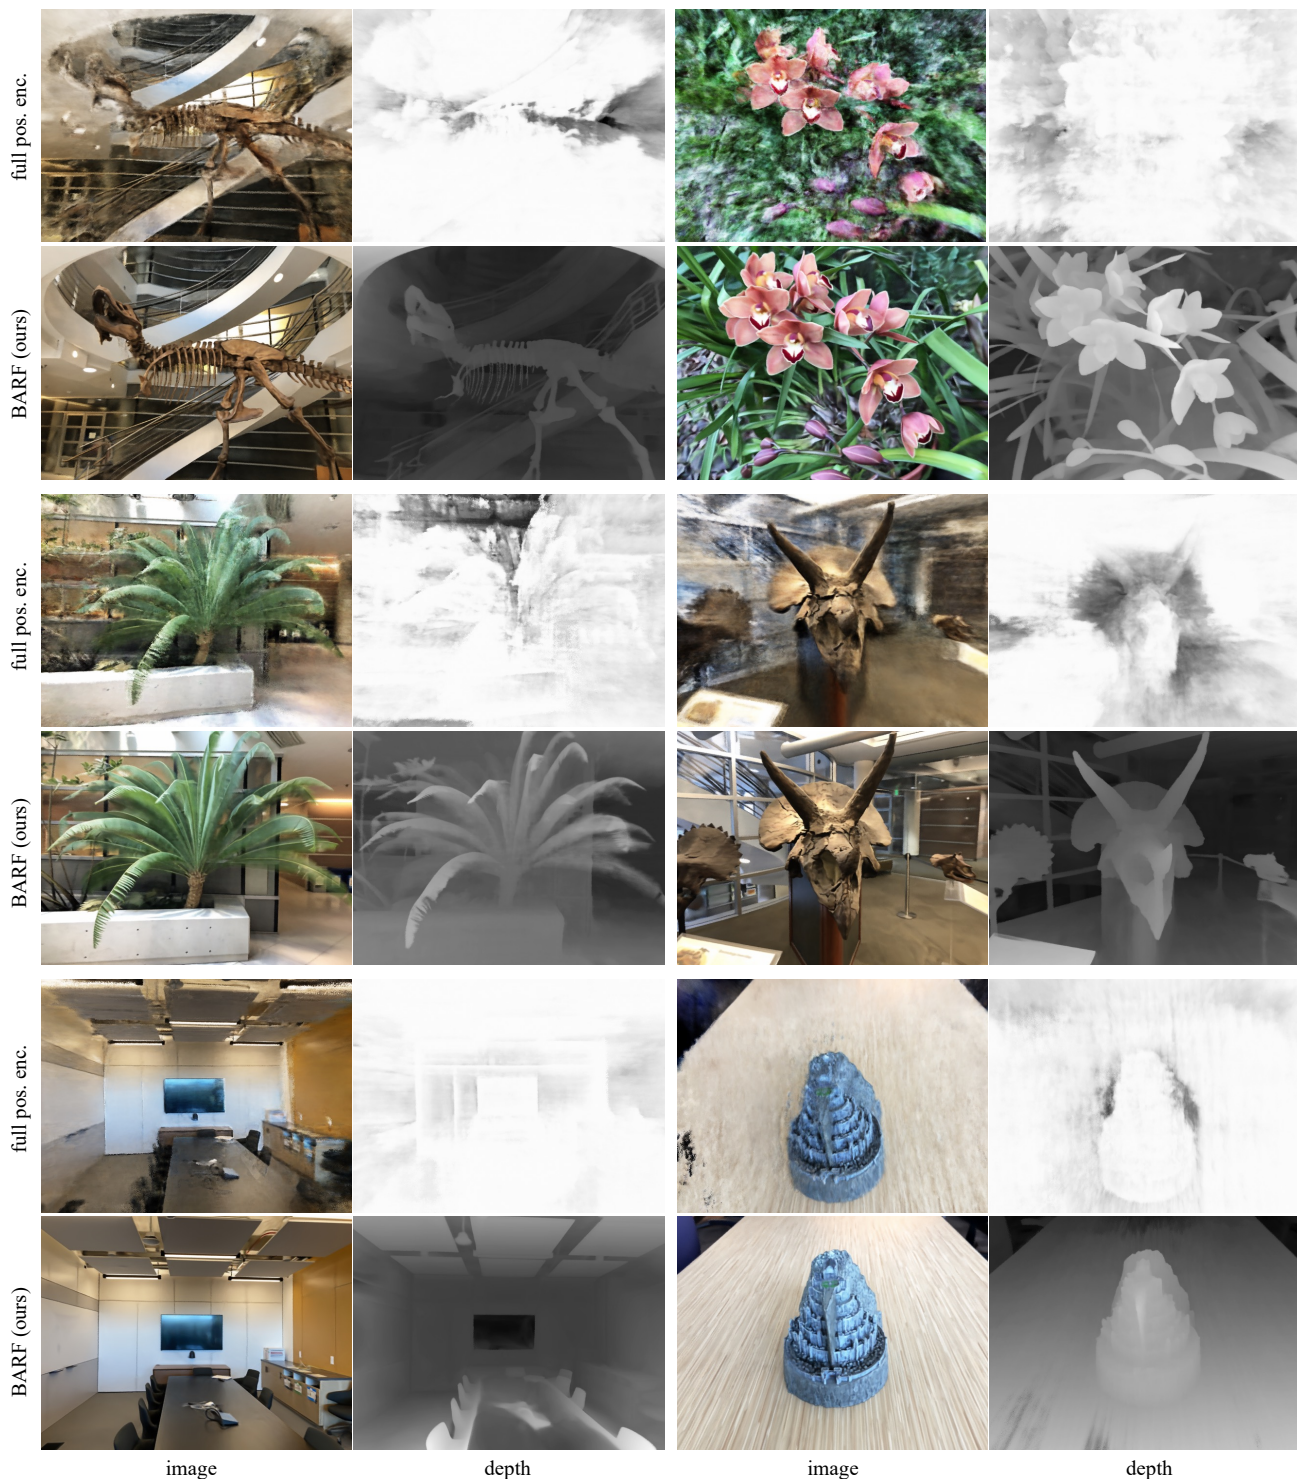 full pos. enc.
BARF (ours)
full pos. enc.
BARF (ours)
full pos. enc.
BARF (ours)
image
depth
image
depth